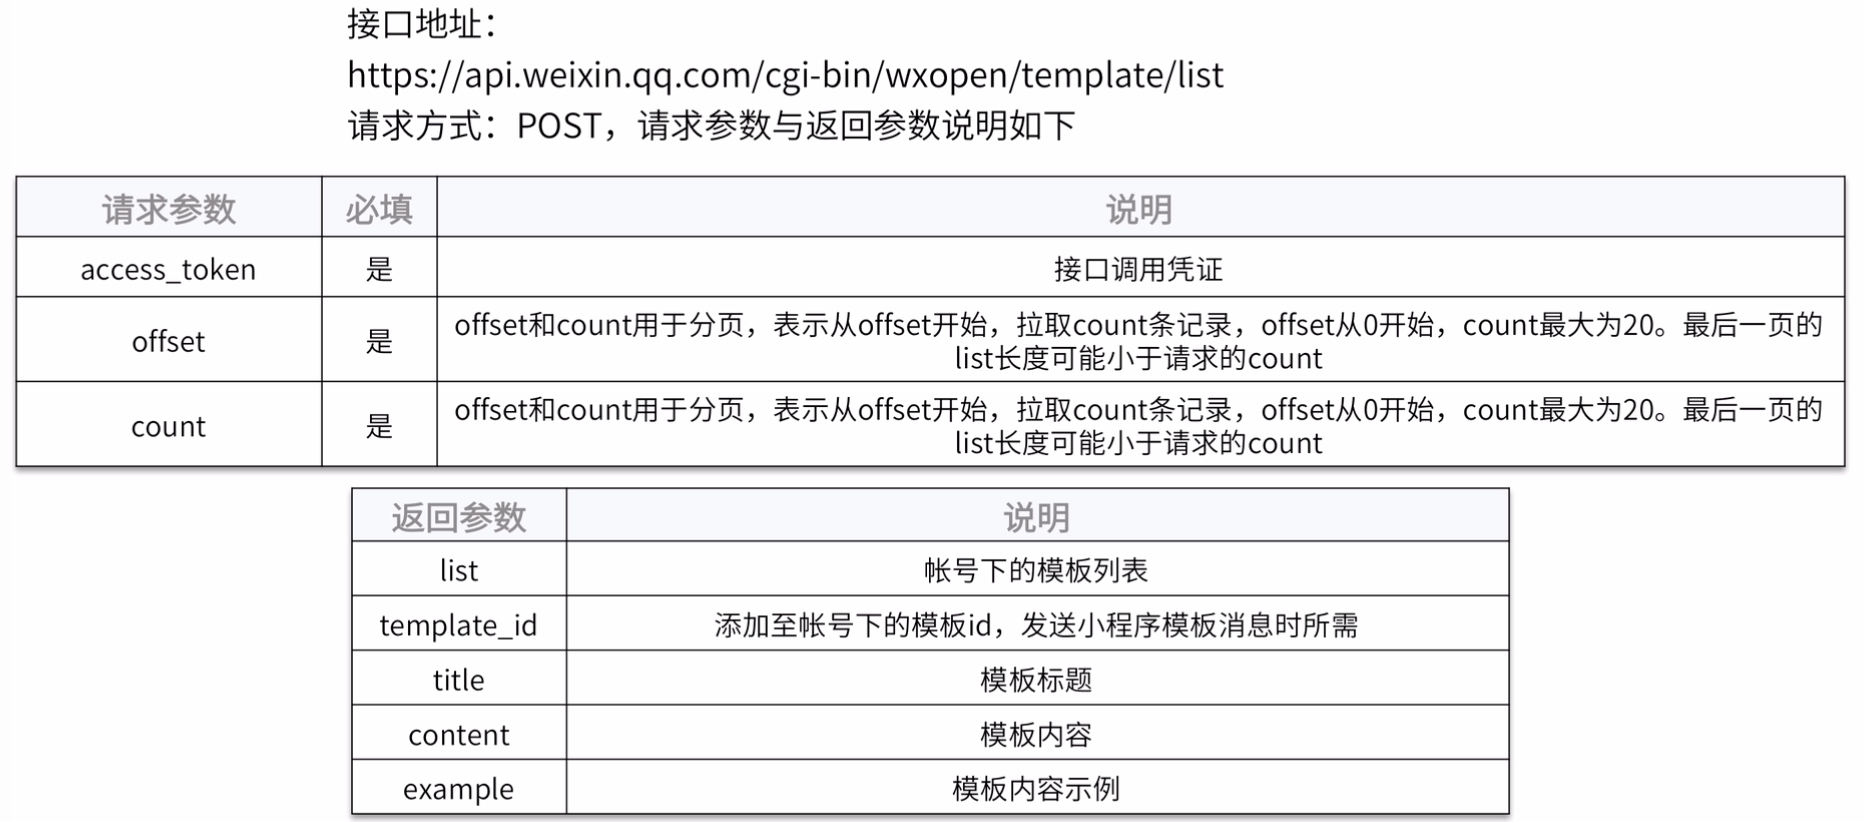 接口地址：
https://api.weixin.qq.com/cgi-bin/wxopen/template/list
请求方式：POST，请求参数与返回参数说明如下
请求参数 必填 说明
access_token 是 接口调用凭证
offset 是 offset和count用于分页，表示从offset开始，拉取count条记录，offset从0开始，count最大为20。最后一页的
list长度可能小于请求的count
count 是 offset和count用于分页，表示从offset开始，拉取count条记录，offset从0开始，count最大为20。最后一页的
list长度可能小于请求的count
返回参数 说明
list 帐号下的模板列表
template_id 添加至帐号下的模板id，发送小程序模板消息时所需
title 模板标题
content 模板内容
example 模板内容示例